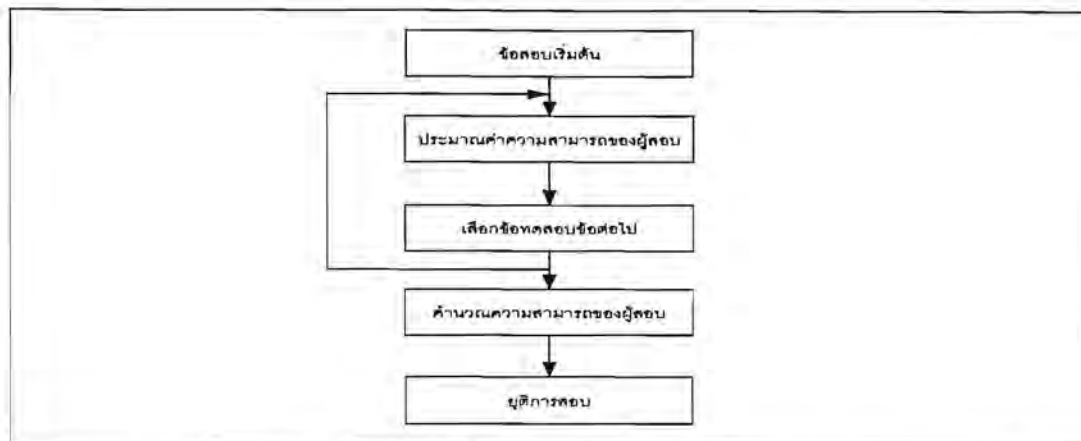 ข้อสอบเริ่มต้น
ประมาณค่าความสามารถของผู้สอบ
เลือกข้อทดสอบข้อต่อไป
คำนวณความสามารถของผู้สอบ
ยุติการสอบ